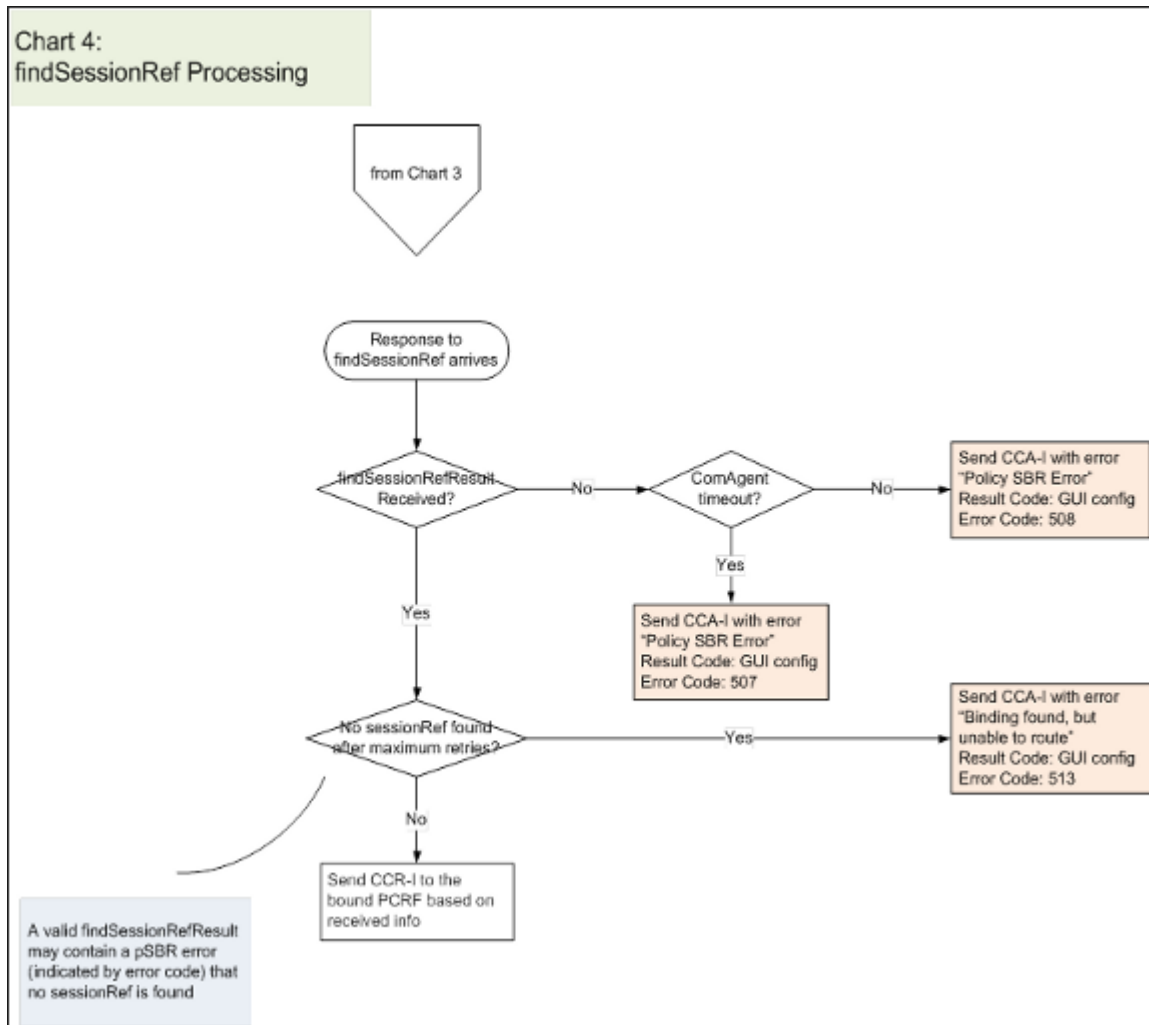 Chart 4:
findSessionRef Processing
from Chart 3
Response to
findSessionRef arrives
findSessionRefResult
Received?
No
ComAgent
timeout?
No
Send CCA-I with error
“Policy SBR Error”
Result Code: GUI config
Error Code: 508
Yes
Send CCA-I with error
“Policy SBR Error”
Result Code: GUI config
Error Code: 507
Yes
No sessionRef found
after maximum retries?
Yes
Send CCA-I with error
“Binding found, but
unable to route”
Result Code: GUI config
Error Code: 513
No
Send CCR-I to the
bound PCRF based on
received info
A valid findSessionRefResult
may contain a pSBR error
(indicated by error code) that
no sessionRef is found